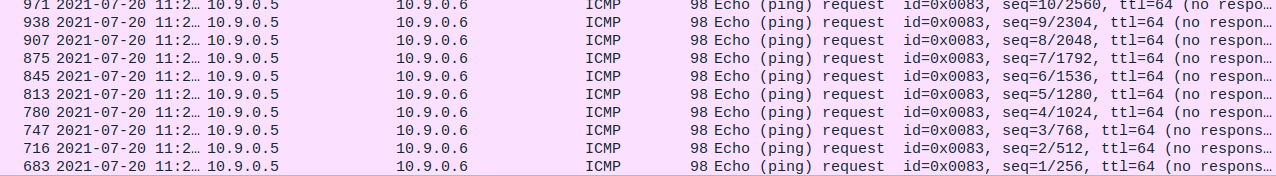 971 2021-07-20 11:2… 10.9.0.5 10.9.0.6 ICMP 98 Echo (ping) request id=0x0083, seq=10/2560, ttl=64 (no respo…
938 2021-07-20 11:2… 10.9.0.5 10.9.0.6 ICMP 98 Echo (ping) request id=0x0083, seq=9/2304, ttl=64 (no respon…
907 2021-07-20 11:2… 10.9.0.5 10.9.0.6 ICMP 98 Echo (ping) request id=0x0083, seq=8/2048, ttl=64 (no respon…
875 2021-07-20 11:2… 10.9.0.5 10.9.0.6 ICMP 98 Echo (ping) request id=0x0083, seq=7/1792, ttl=64 (no respon…
845 2021-07-20 11:2… 10.9.0.5 10.9.0.6 ICMP 98 Echo (ping) request id=0x0083, seq=6/1536, ttl=64 (no respon…
813 2021-07-20 11:2… 10.9.0.5 10.9.0.6 ICMP 98 Echo (ping) request id=0x0083, seq=5/1280, ttl=64 (no respon…
780 2021-07-20 11:2… 10.9.0.5 10.9.0.6 ICMP 98 Echo (ping) request id=0x0083, seq=4/1024, ttl=64 (no respon…
747 2021-07-20 11:2… 10.9.0.5 10.9.0.6 ICMP 98 Echo (ping) request id=0x0083, seq=3/768, ttl=64 (no respons…
716 2021-07-20 11:2… 10.9.0.5 10.9.0.6 ICMP 98 Echo (ping) request id=0x0083, seq=2/512, ttl=64 (no respons…
683 2021-07-20 11:2… 10.9.0.5 10.9.0.6 ICMP 98 Echo (ping) request id=0x0083, seq=1/256, ttl=64 (no respons…